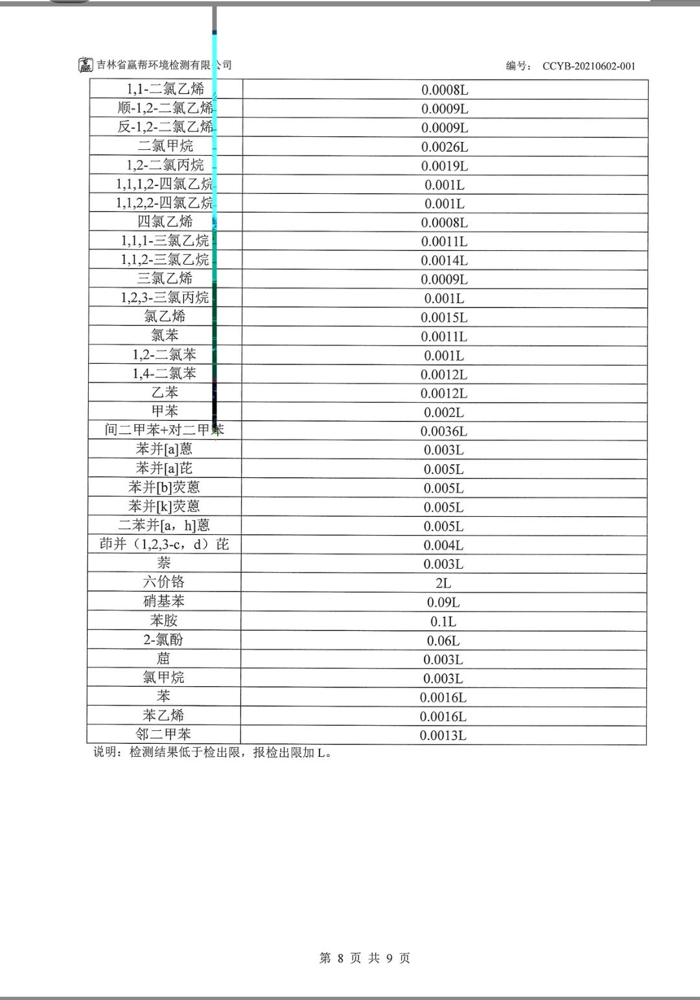 吉林省赢帮环境检测有限公司 编号： CCYB-20210602-001
1,1-二氯乙烯 0.0008L
顺-1,2-二氯乙烯 0.0009L
反-1,2-二氯乙烯 0.0009L
二氯甲烷 0.0026L
1,2-二氯丙烷 0.0019L
1,1,1,2-四氯乙烷 0.001L
1,1,2,2-四氯乙烷 0.001L
四氯乙烯 0.0008L
1,1,1-三氯乙烷 0.0011L
1,1,2-三氯乙烷 0.0014L
三氯乙烯 0.0009L
1,2,3-三氯丙烷 0.001L
氯乙烯 0.0015L
氯苯 0.0011L
1,2-二氯苯 0.001L
1,4-二氯苯 0.0012L
乙苯 0.0012L
甲苯 0.002L
间二甲苯+对二甲苯 0.0036L
苯并[a]蒽 0.003L
苯并[a]芘 0.005L
苯并[b]荧蒽 0.005L
苯并[k]荧蒽 0.005L
二苯并[a，h]蒽 0.005L
茚并（1,2,3-c，d）芘 0.004L
萘 0.003L
六价铬 2L
硝基苯 0.09L
苯胺 0.1L
2-氯酚 0.06L
䓛 0.003L
氯甲烷 0.003L
苯 0.0016L
苯乙烯 0.0016L
邻二甲苯 0.0013L
说明：检测结果低于检出限，报检出限加 L。
第 8 页 共 9 页